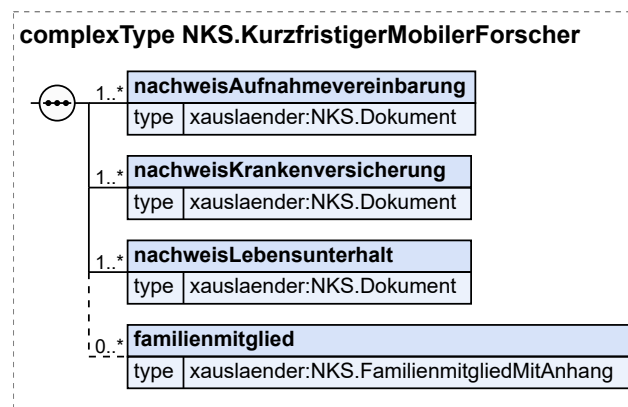 complexType NKS.KurzfristigerMobilerForscher
1..* nachweisAufnahmevereinbarung
type xauslaender:NKS.Dokument
1..* nachweisKrankenversicherung
type xauslaender:NKS.Dokument
1..* nachweisLebensunterhalt
type xauslaender:NKS.Dokument
0..* familienmitglied
type xauslaender:NKS.FamilienmitgliedMitAnhang